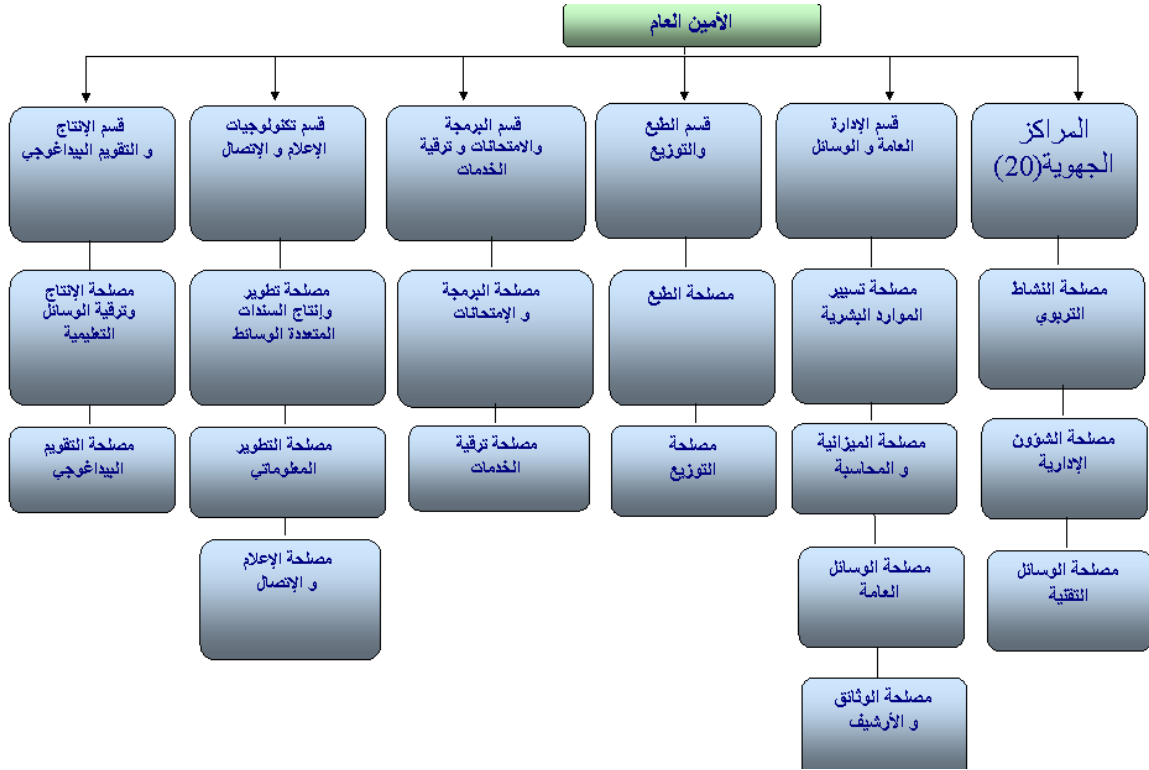 الأمين العام
المراكز
الجهوية(20)
قسم الإدارة
العامة و الوسائل
قسم الطبع
والتوزيع
قسم البرمجة
والامتحانات و ترقية
الخدمات
قسم تكنولوجيات
الإعلام و الإتصال
قسم الإنتاج
و التقويم البيداغوجي
مصلحة النشاط
التربوي
مصلحة تسيير
الموارد البشرية
مصلحة الطبع
مصلحة البرمجة
و الإمتحانات
مصلحة تطوير
وإنتاج السندات
المتعددة الوسائط
مصلحة الإنتاج
وترقية الوسائل
التعليمية
مصلحة الشؤون
الإدارية
مصلحة الميزانية
و المحاسبة
مصلحة
التوزيع
مصلحة ترقية
الخدمات
مصلحة التطوير
المعلوماتي
مصلحة التقويم
البيداغوجي
مصلحة الوسائل
التقنية
مصلحة الوسائل
العامة
مصلحة الإعلام
و الإتصال
مصلحة الوثائق
و الأرشيف